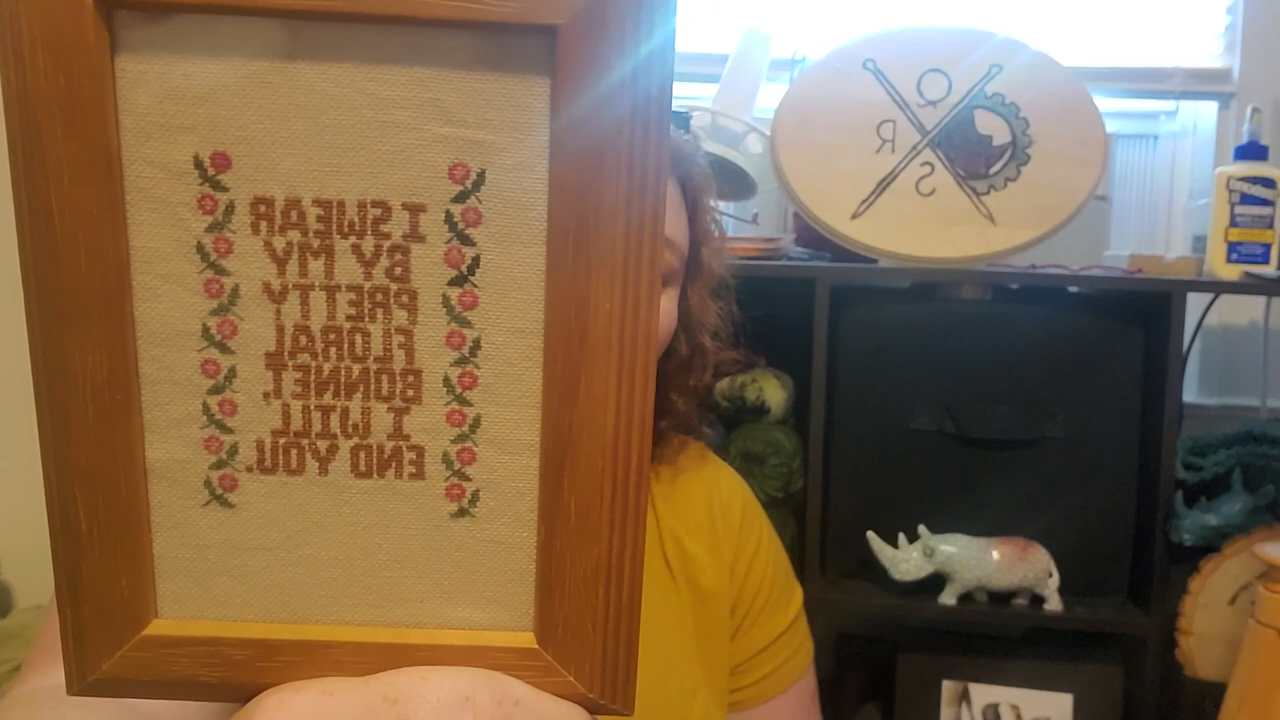 I SWEAR
BY MY
PRETTY
FLORAL
BONNET,
I WILL
END YOU.
Q
R
S